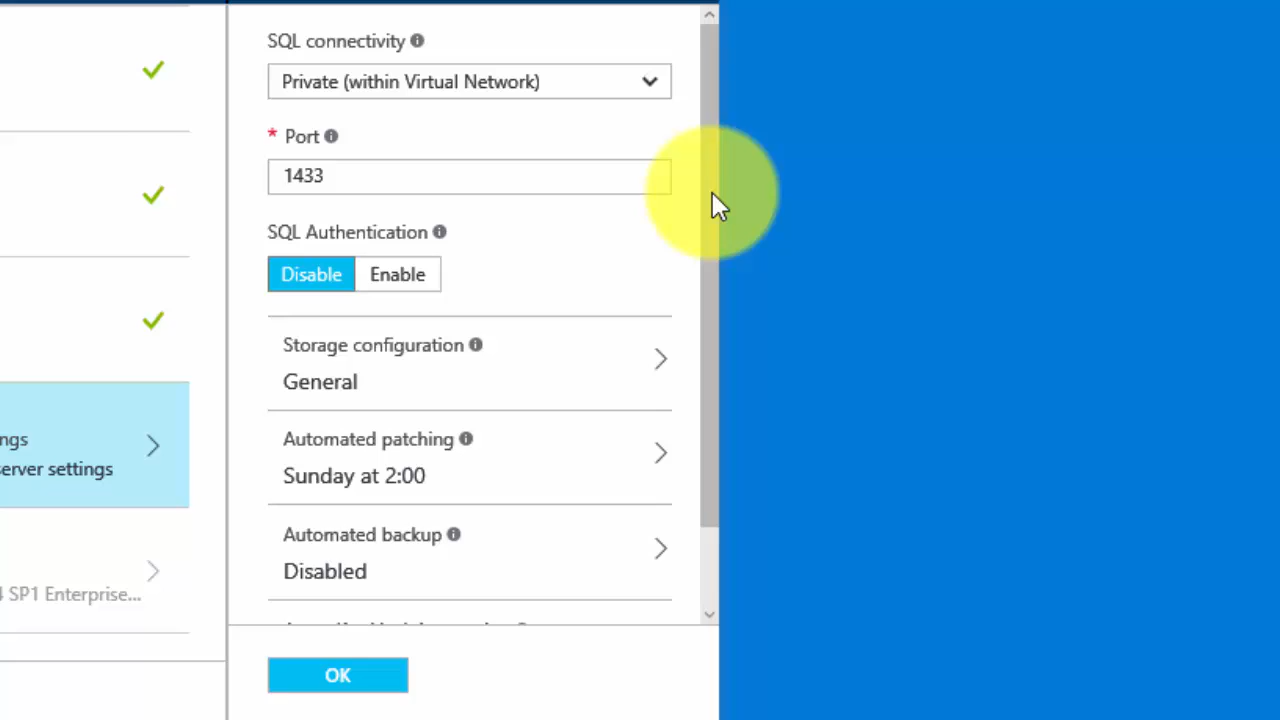 SQL connectivity
Private (within Virtual Network)
* Port
1433
SQL Authentication
Disable Enable
Storage configuration
General
Automated patching
Sunday at 2:00
Automated backup
Disabled
OK
ngs
erver settings
SP1 Enterprise...